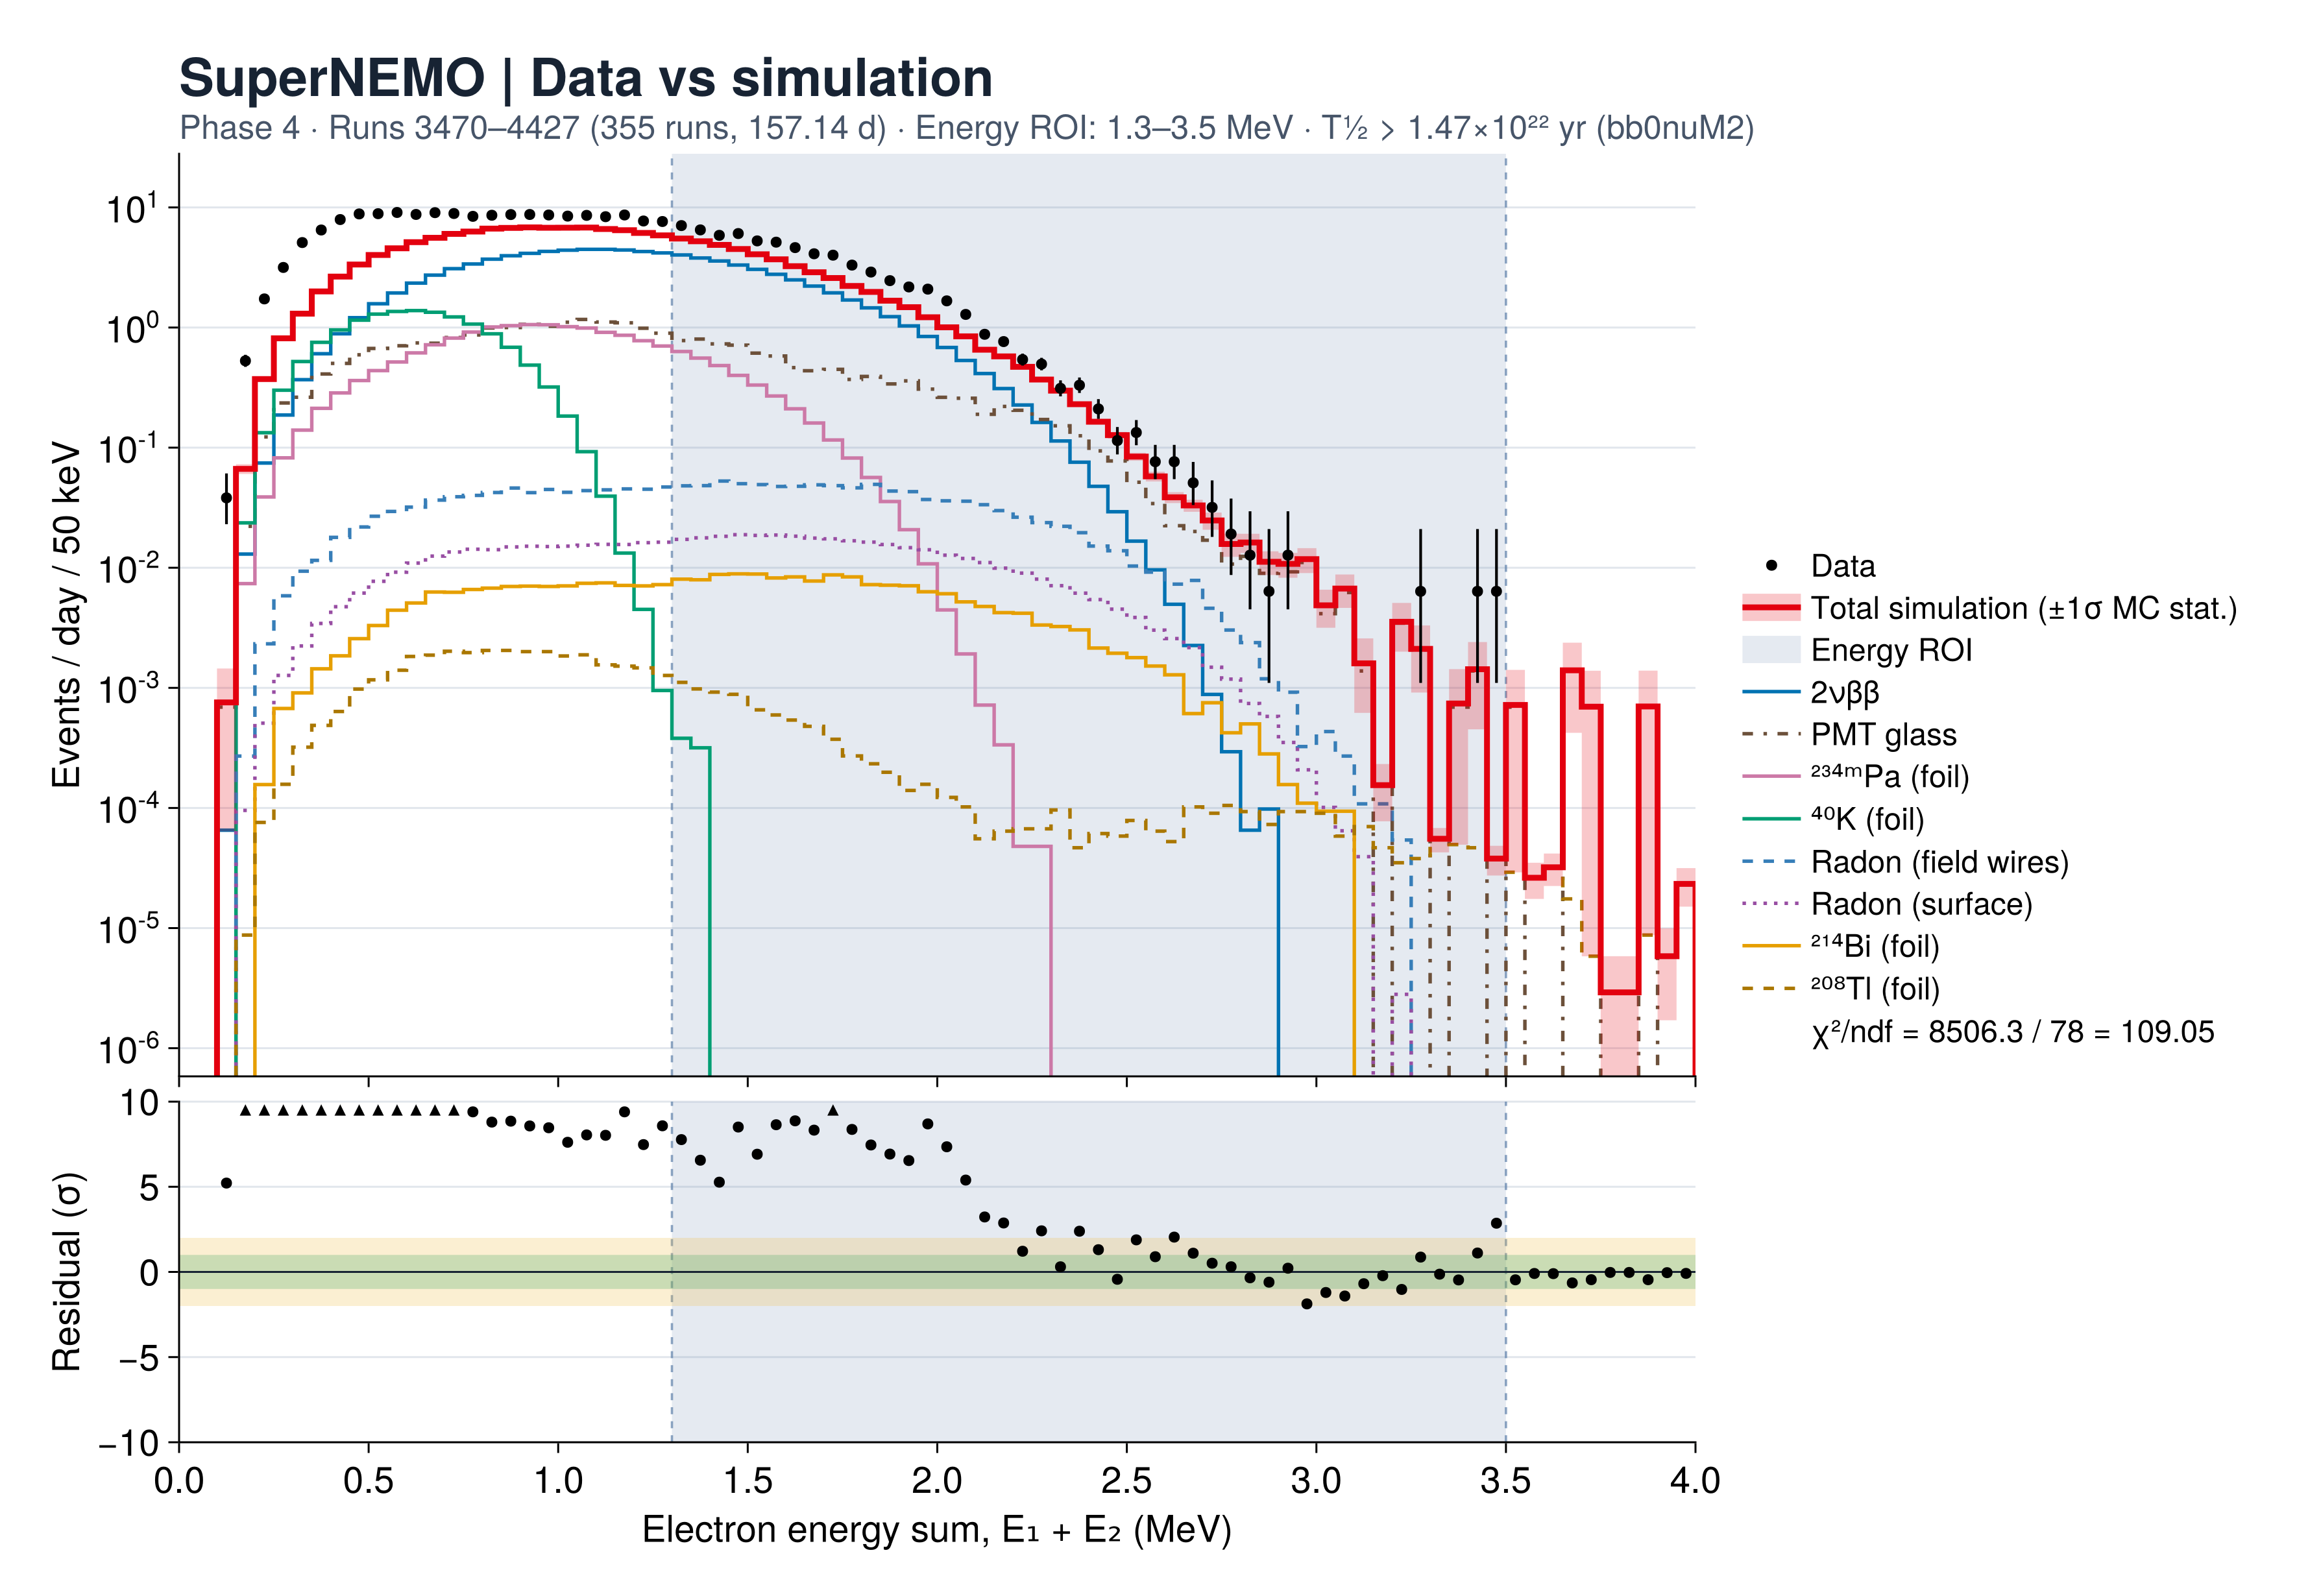 SuperNEMO | Data vs simulation
Phase 4 · Runs 3470–4427 (355 runs, 157.14 d) · Energy ROI: 1.3–3.5 MeV · T½ > 1.47×10²² yr (bb0nuM2)
Events / day / 50 keV
10¹
10⁰
10⁻¹
10⁻²
10⁻³
10⁻⁴
10⁻⁵
10⁻⁶
Data
Total simulation (±1σ MC stat.)
Energy ROI
2νββ
PMT glass
²³⁴ᵐPa (foil)
⁴⁰K (foil)
Radon (field wires)
Radon (surface)
²¹⁴Bi (foil)
²⁰⁸Tl (foil)
χ²/ndf = 8506.3 / 78 = 109.05
Residual (σ)
10
5
0
−5
−10
0.0 0.5 1.0 1.5 2.0 2.5 3.0 3.5 4.0
Electron energy sum, E₁ + E₂ (MeV)